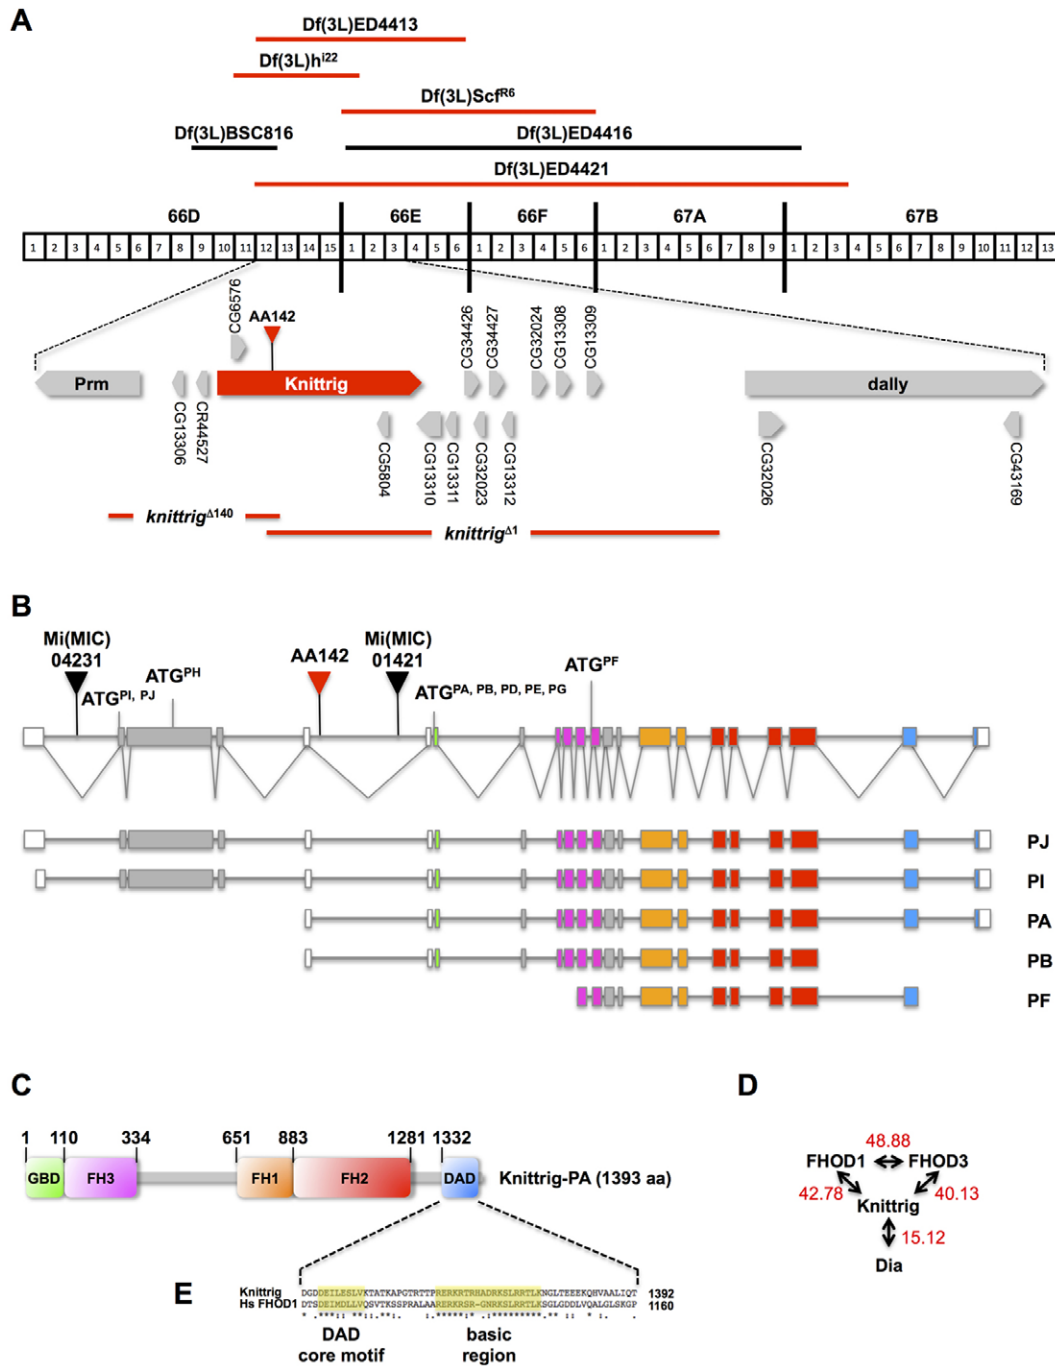 A
Df(3L)ED4413
Df(3L)h^i22
Df(3L)Scf^R6
Df(3L)BSC816 Df(3L)ED4416
Df(3L)ED4421
66D 66E 66F 67A 67B
1 2 3 4 5 6 7 8 9 10 11 12 13 14 15 1 2 3 4 5 6 1 2 3 4 5 6 1 2 3 4 5 6 7 8 9 1 2 3 4 5 6 7 8 9 10 11 12 13
CG6576 AA142 CG34426 CG34427 CG32024 CG13308 CG13309
Prm Knittrig dally
CG13306 CR44527 CG5804 CG13310 CG13311 CG32023 CG13312 CG32026 CG43169
knittrig^Δ140 knittrig^Δ1
B
Mi(MIC) 04231
ATG^PI, PJ
ATG^PH
AA142
Mi(MIC) 01421
ATG^PA, PB, PD, PE, PG
ATG^PF
PJ
PI
PA
PB
PF
C
1 110 334 651 883 1281 1332
GBD FH3 FH1 FH2 DAD Knittrig-PA (1393 aa)
D
48.88
FHOD1 FHOD3
42.78 40.13
Knittrig
15.12
Dia
E
Knittrig DGDDEILESLVKTATKAPGTRTTPRERKRTRHADRKSLRRTLKNGLTEEEKQHVAALIQT 1392
Hs FHOD1 DTSDEIMDLLVQSVTKSSPRALAARERKRSR-GNRKSLRRTLKSGLGDDLVQALGLSKGP 1160
DAD core motif
basic region